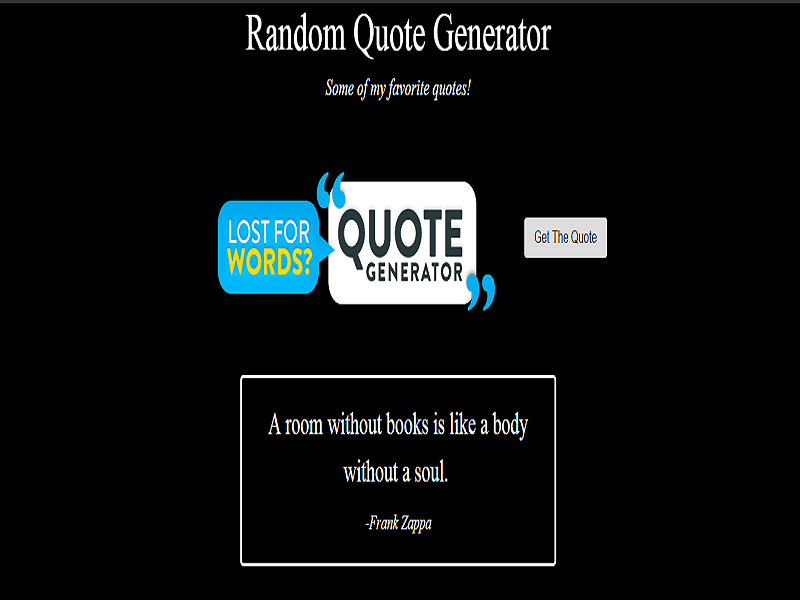 Random Quote Generator
Some of my favorite quotes!
LOST FOR
WORDS?
“QUOTE
GENERATOR”
Get The Quote
A room without books is like a body
without a soul.
-Frank Zappa